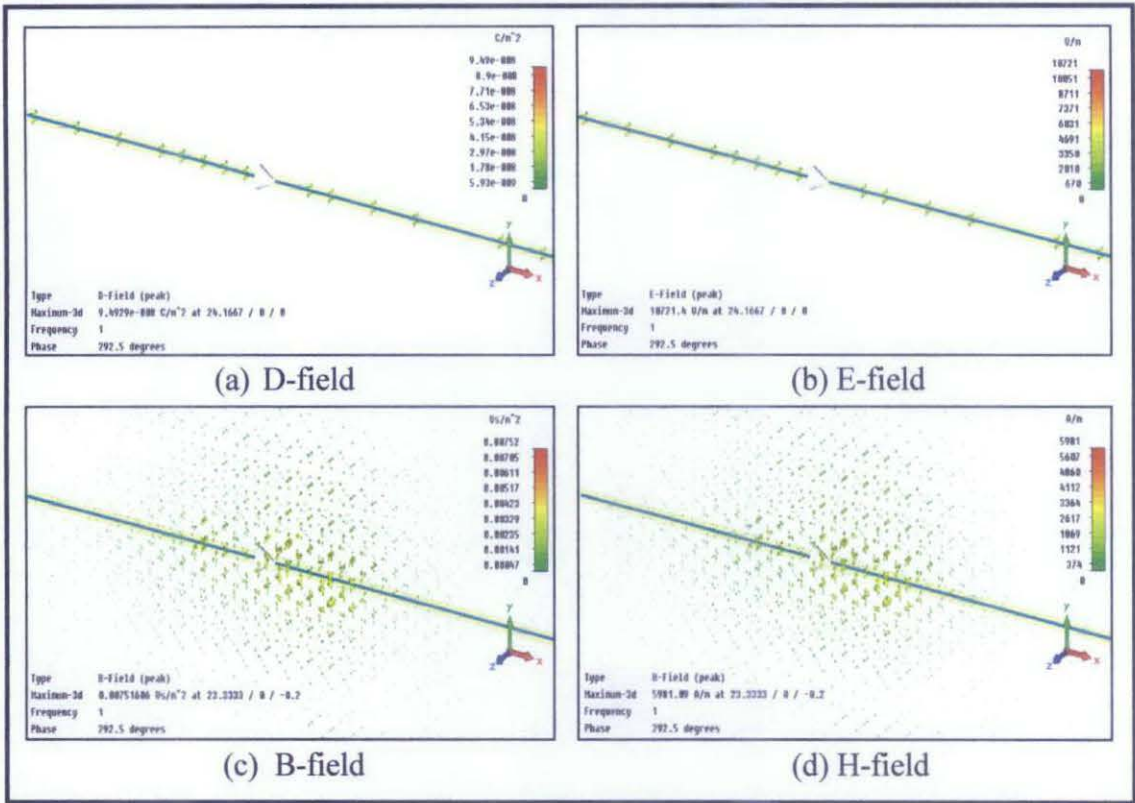 C/m^2
9.49e-008
8.9e-008
7.71e-008
6.53e-008
5.34e-008
4.15e-008
2.97e-008
1.78e-008
5.93e-009
0
y
z x
Type D-Field (peak)
Maximum-3d 9.4929e-008 C/m^2 at 24.1667 / 0 / 0
Frequency 1
Phase 292.5 degrees
(a) D-field
V/m
10721
10051
8711
7371
6031
4691
3350
2010
670
0
y
z x
Type E-Field (peak)
Maximum-3d 10721.4 V/m at 24.1667 / 0 / 0
Frequency 1
Phase 292.5 degrees
(b) E-field
Vs/m^2
0.00752
0.00705
0.00611
0.00517
0.00423
0.00329
0.00235
0.00141
0.00047
0
y
z x
Type B-Field (peak)
Maximum-3d 0.00751606 Vs/m^2 at 23.3333 / 0 / -0.2
Frequency 1
Phase 292.5 degrees
(c) B-field
A/m
5981
5607
4860
4112
3364
2617
1869
1121
374
0
y
z x
Type H-Field (peak)
Maximum-3d 5981.09 A/m at 23.3333 / 0 / -0.2
Frequency 1
Phase 292.5 degrees
(d) H-field